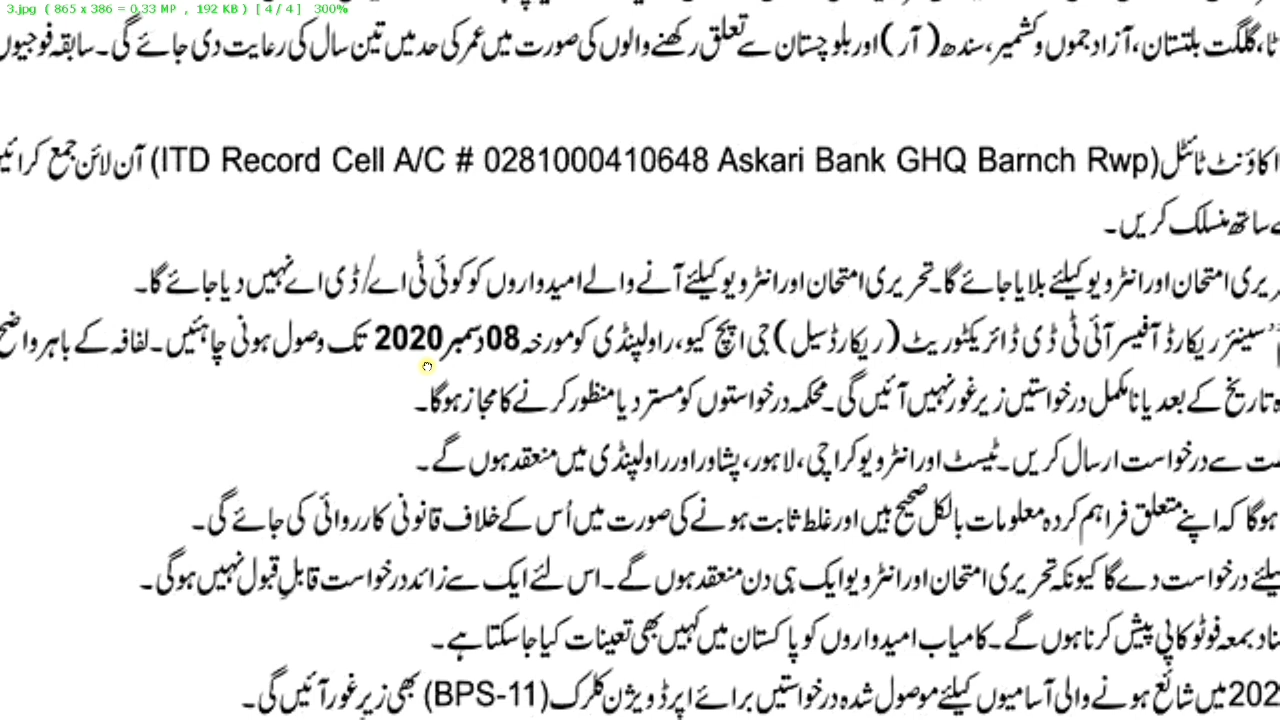 3.jpg ( 865 x 386 = 0.33 MP , 192 KB ) [ 4 / 4 ] 300%
ٹا، گلگت بلتستان، آزاد جموں وکشمیر، سندھ (آر) اور بلوچستان سے تعلق رکھنے والوں کی صورت میں عمر کی حد میں تین سال کی رعایت دی جائے گی۔ سابقہ فوجیوں
اکاؤنٹ ٹائٹل (ITD Record Cell A/C # 0281000410648 Askari Bank GHQ Barnch Rwp) آن لائن جمع کرائیں
ے ساتھ منسلک کریں۔
ریری امتحان اور انٹرویو کیلئے بلایا جائے گا۔ تحریری امتحان اور انٹرویو کیلئے آنے والے امیدواروں کو کوئی ٹی اے/ ڈی اے نہیں دیا جائے گا۔
سینئر ریکارڈ آفیسر آئی ٹی ڈی ڈائریکٹوریٹ (ریکارڈ سیل) جی ایچ کیو، راولپنڈی کو مورخہ 08 دسمبر 2020 تک وصول ہونی چاہئیں۔ لفافہ کے باہر واضح
ہ تاریخ کے بعد یا نامکمل درخواستیں زیر غور نہیں آئیں گی۔ محکمہ درخواستوں کو مسترد یا منظور کرنے کا مجاز ہوگا۔
ت سے درخواست ارسال کریں۔ ٹیسٹ اور انٹرویو کراچی، لاہور، پشاور اور راولپنڈی میں منعقد ہوں گے۔
ہوگا کہ اپنے متعلق فراہم کردہ معلومات بالکل صحیح ہیں اور غلط ثابت ہونے کی صورت میں اُس کے خلاف قانونی کارروائی کی جائے گی۔
یلئے درخواست دے گا کیونکہ تحریری امتحان اور انٹرویو ایک ہی دن منعقد ہوں گے۔ اس لئے ایک سے زائد درخواست قابلِ قبول نہیں ہوگی۔
ناد بمعہ فوٹو کاپی پیش کرنا ہوں گے۔ کامیاب امیدواروں کو پاکستان میں کہیں بھی تعینات کیا جا سکتا ہے۔
202 میں شائع ہونے والی آسامیوں کیلئے موصول شدہ درخواستیں برائے اپر ڈویژن کلرک (BPS-11) بھی زیر غور آئیں گی۔